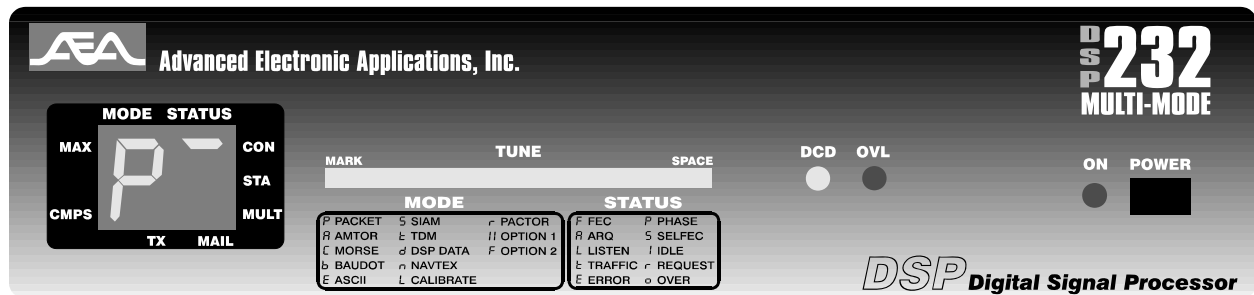 AEA
Advanced Electronic Applications, Inc.
DSP
232
MULTI-MODE
MODE STATUS
MAX
CON
STA
CMPS
MULT
TX MAIL
P
TUNE
MARK SPACE
DCD OVL
ON POWER
MODE
P PACKET S SIAM r PACTOR
A AMTOR t TDM II OPTION 1
C MORSE d DSP DATA F OPTION 2
b BAUDOT n NAVTEX
E ASCII L CALIBRATE
STATUS
F FEC P PHASE
A ARQ S SELFEC
L LISTEN I IDLE
t TRAFFIC r REQUEST
E ERROR o OVER
DSP Digital Signal Processor